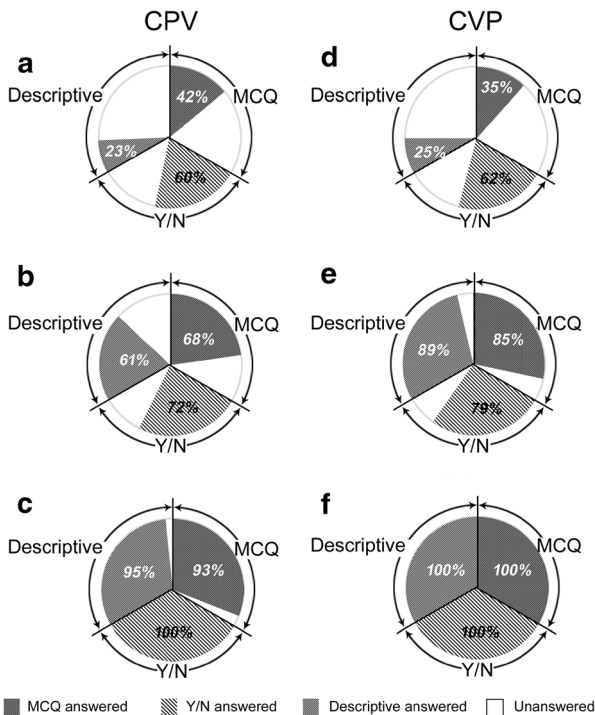 CPV CVP
a d
Descriptive MCQ Descriptive MCQ
42% 35%
23% 25%
60% 62%
Y/N Y/N
b e
Descriptive MCQ Descriptive MCQ
68% 85%
61% 89%
72% 79%
Y/N Y/N
c f
Descriptive MCQ Descriptive MCQ
95% 93% 100% 100%
100% 100%
Y/N Y/N
MCQ answered Y/N answered Descriptive answered Unanswered